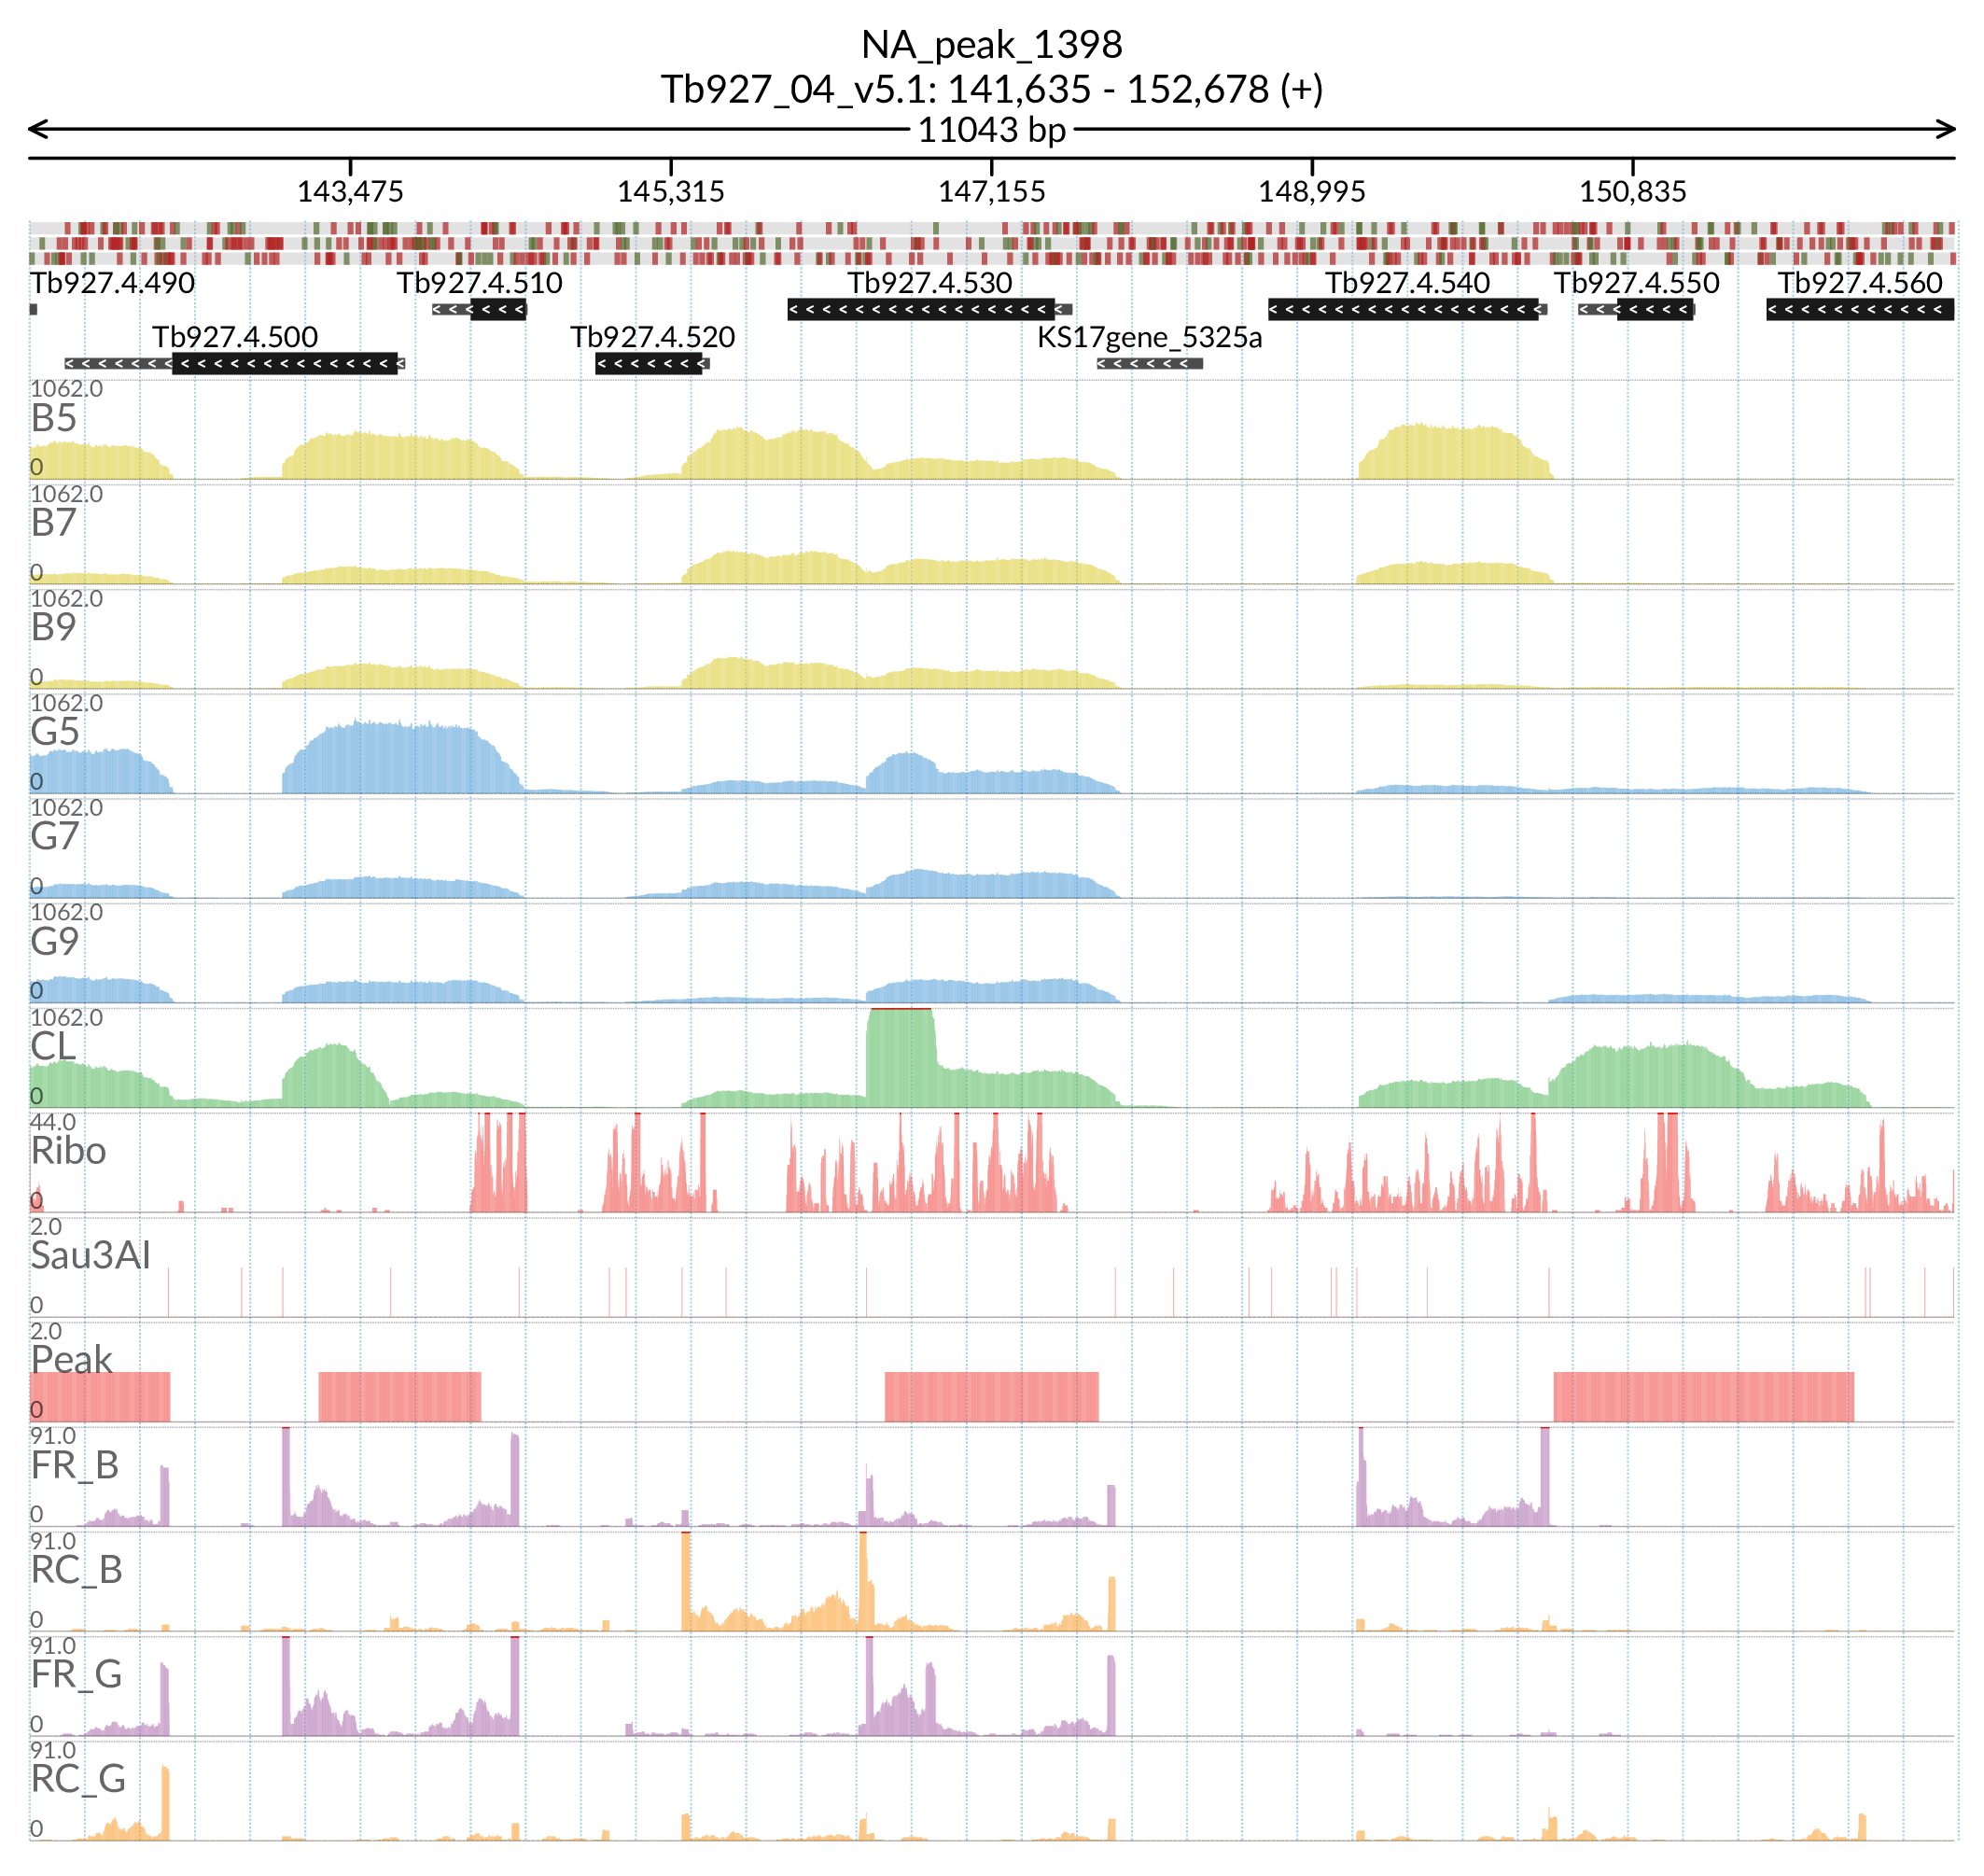 NA_peak_1398
Tb927_04_v5.1: 141,635 - 152,678 (+)
11043 bp
143,475 145,315 147,155 148,995 150,835
Tb927.4.490 Tb927.4.510 Tb927.4.530 Tb927.4.540 Tb927.4.550 Tb927.4.560
Tb927.4.500 Tb927.4.520 KS17gene_5325a
1062.0
B5
0
1062.0
B7
0
1062.0
B9
0
1062.0
G5
0
1062.0
G7
0
1062.0
G9
0
1062.0
CL
0
44.0
Ribo
0
2.0
Sau3AI
0
2.0
Peak
0
91.0
FR_B
0
91.0
RC_B
0
91.0
FR_G
0
91.0
RC_G
0